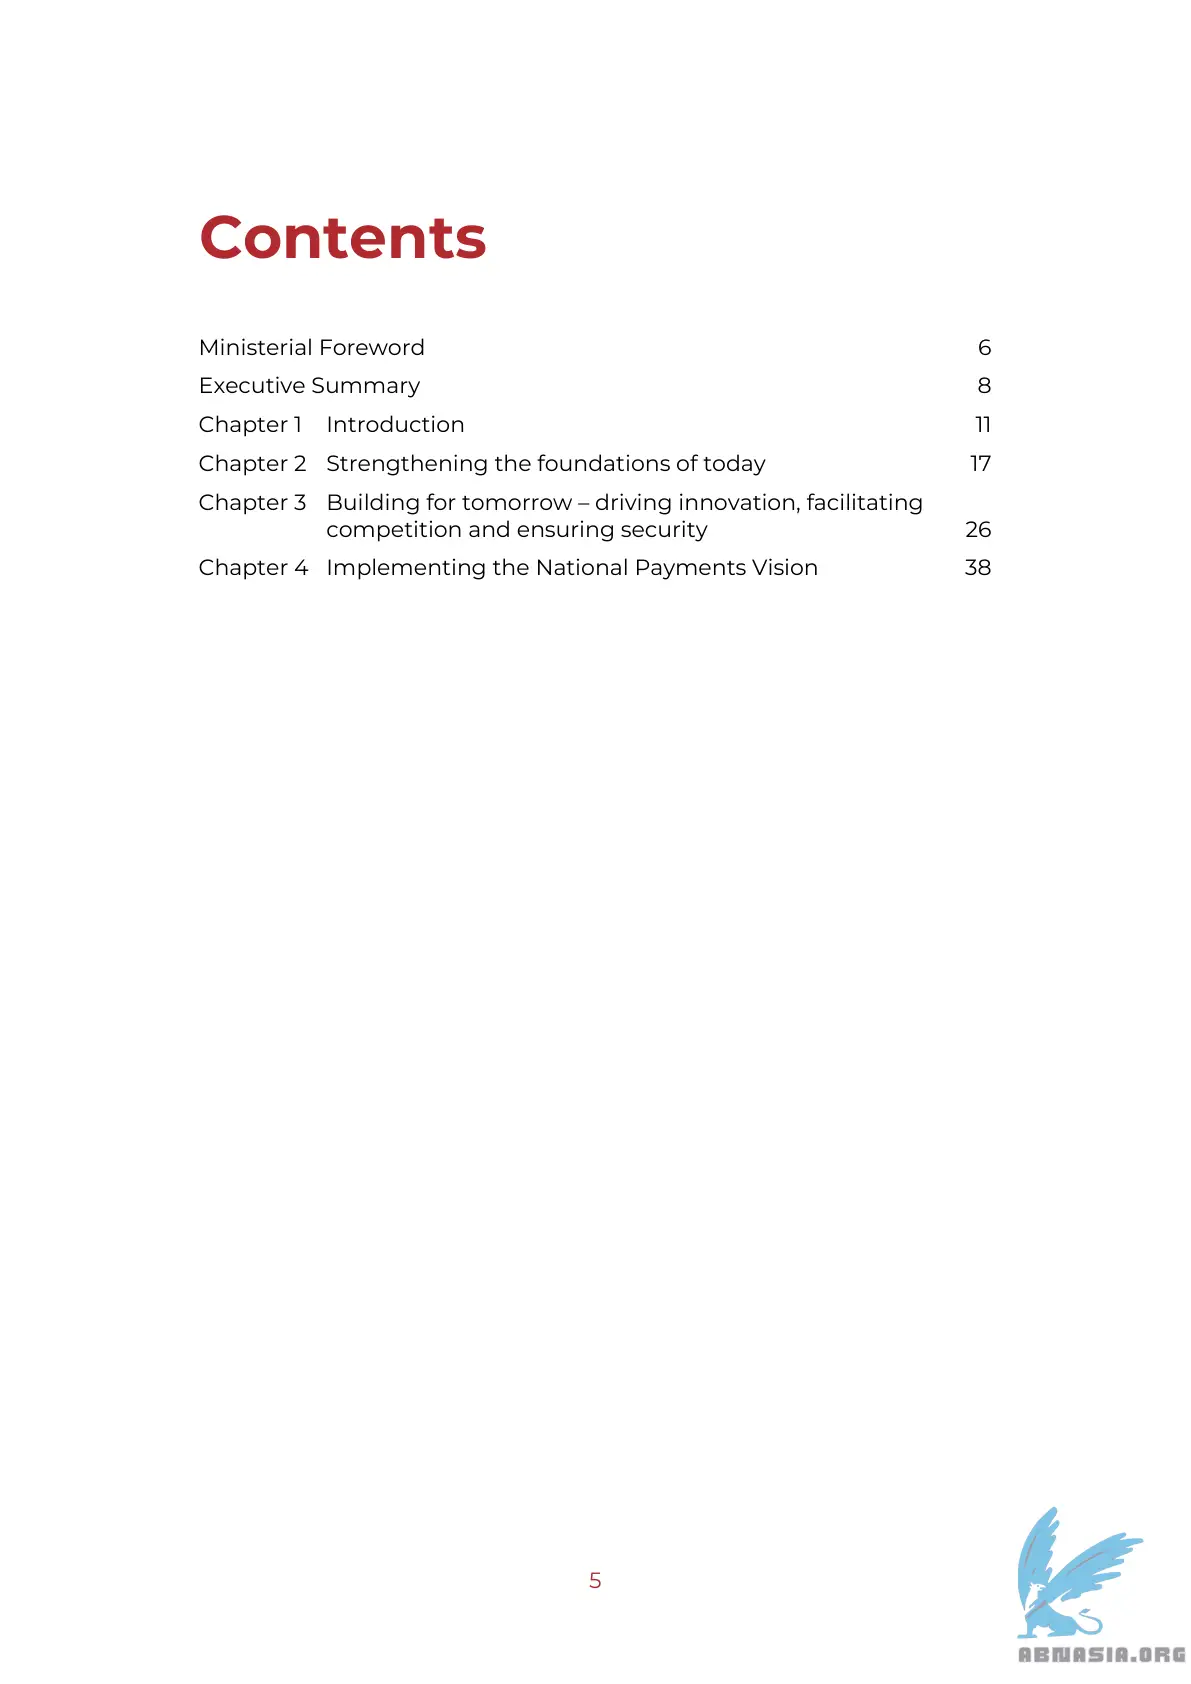 Contents
Ministerial Foreword 6
Executive Summary 8
Chapter 1 Introduction 11
Chapter 2 Strengthening the foundations of today 17
Chapter 3 Building for tomorrow – driving innovation, facilitating
competition and ensuring security 26
Chapter 4 Implementing the National Payments Vision 38
5
ABNASIA.ORG